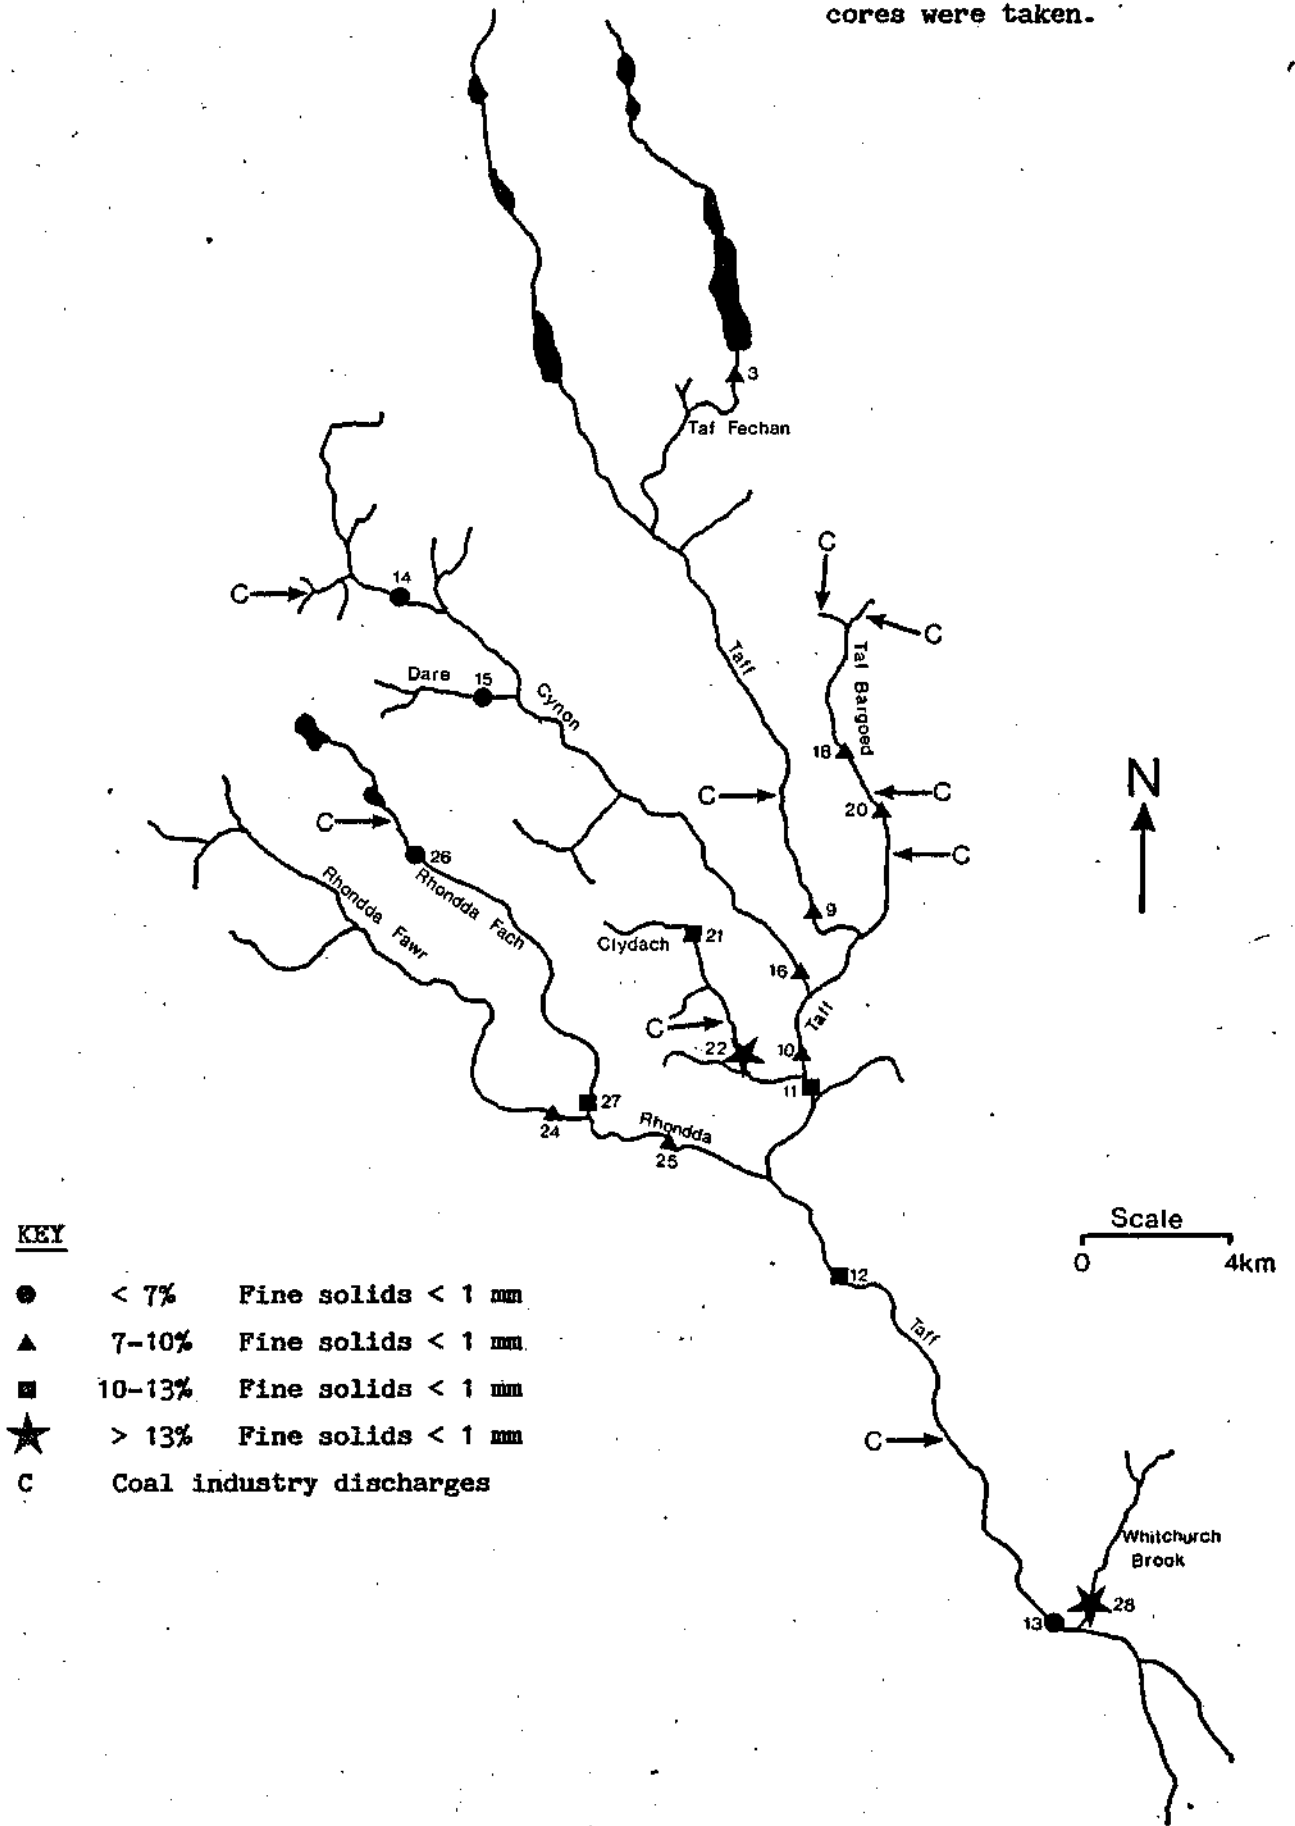 cores were taken.
3
Taf Fechan
C
C
14
C
C
Taff
Taf Bargoed
Dare
15
Cynon
18
N
C
C
20
C
26
C
Rhondda Fawr
Rhondda Fach
9
Clydach
21
16
Taff
C
22
10
11
27
24
Rhondda
25
KEY
Scale
0 4km
12
< 7% Fine solids < 1 mm
7-10% Fine solids < 1 mm
10-13% Fine solids < 1 mm
> 13% Fine solids < 1 mm
C Coal industry discharges
Taff
C
Whitchurch
Brook
28
13